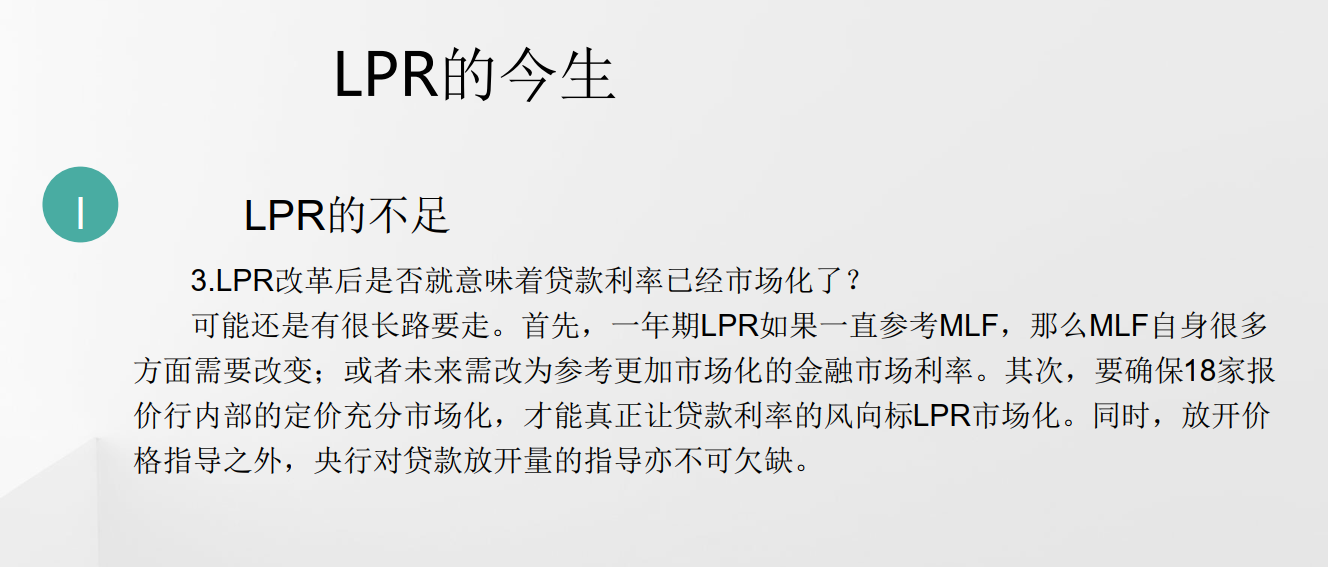 LPR的今生
I
LPR的不足
3.LPR改革后是否就意味着贷款利率已经市场化了？
可能还是有很长路要走。首先，一年期LPR如果一直参考MLF，那么MLF自身很多
方面需要改变；或者未来需改为参考更加市场化的金融市场利率。其次，要确保18家报
价行内部的定价充分市场化，才能真正让贷款利率的风向标LPR市场化。同时，放开价
格指导之外，央行对贷款放开量的指导亦不可欠缺。